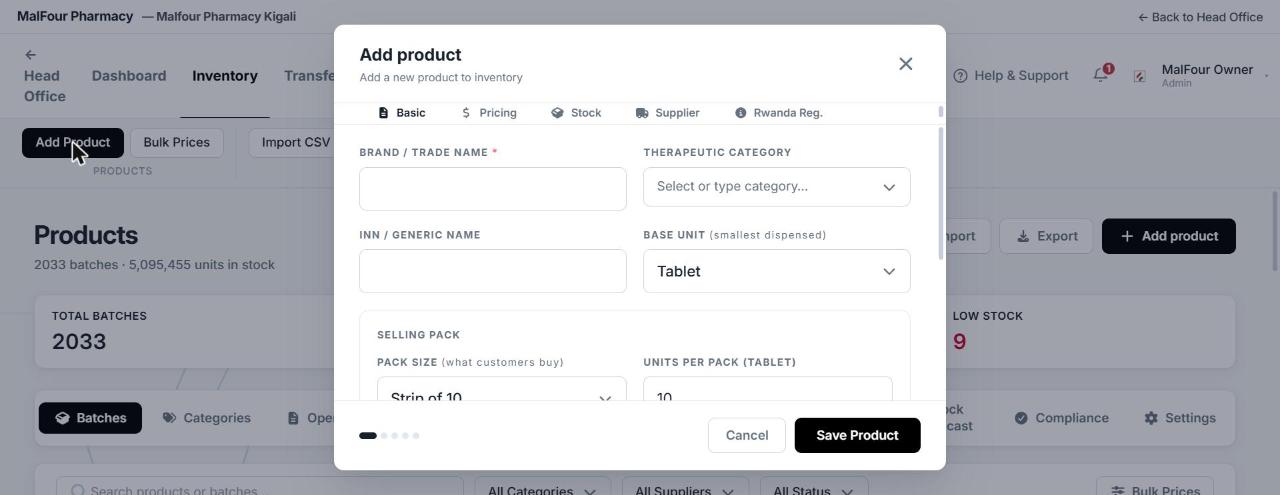 MalFour Pharmacy — Malfour Pharmacy Kigali
← Back to Head Office
← Head Office
Dashboard
Inventory
Transfe
Help & Support
1
MalFour Owner
Admin
Add Product
Bulk Prices
Import CSV
PRODUCTS
Products
2033 batches · 5,095,455 units in stock
Export
+ Add product
TOTAL BATCHES
2033
LOW STOCK
9
Batches
Categories
Compliance
Settings
Search products or batches
All Categories
All Suppliers
All Status
Bulk Prices
Add product
Add a new product to inventory
Basic
Pricing
Stock
Supplier
Rwanda Reg.
BRAND / TRADE NAME *
THERAPEUTIC CATEGORY
Select or type category...
INN / GENERIC NAME
BASE UNIT (smallest dispensed)
Tablet
SELLING PACK
PACK SIZE (what customers buy)
UNITS PER PACK (TABLET)
Strip of 10
10
Cancel
Save Product